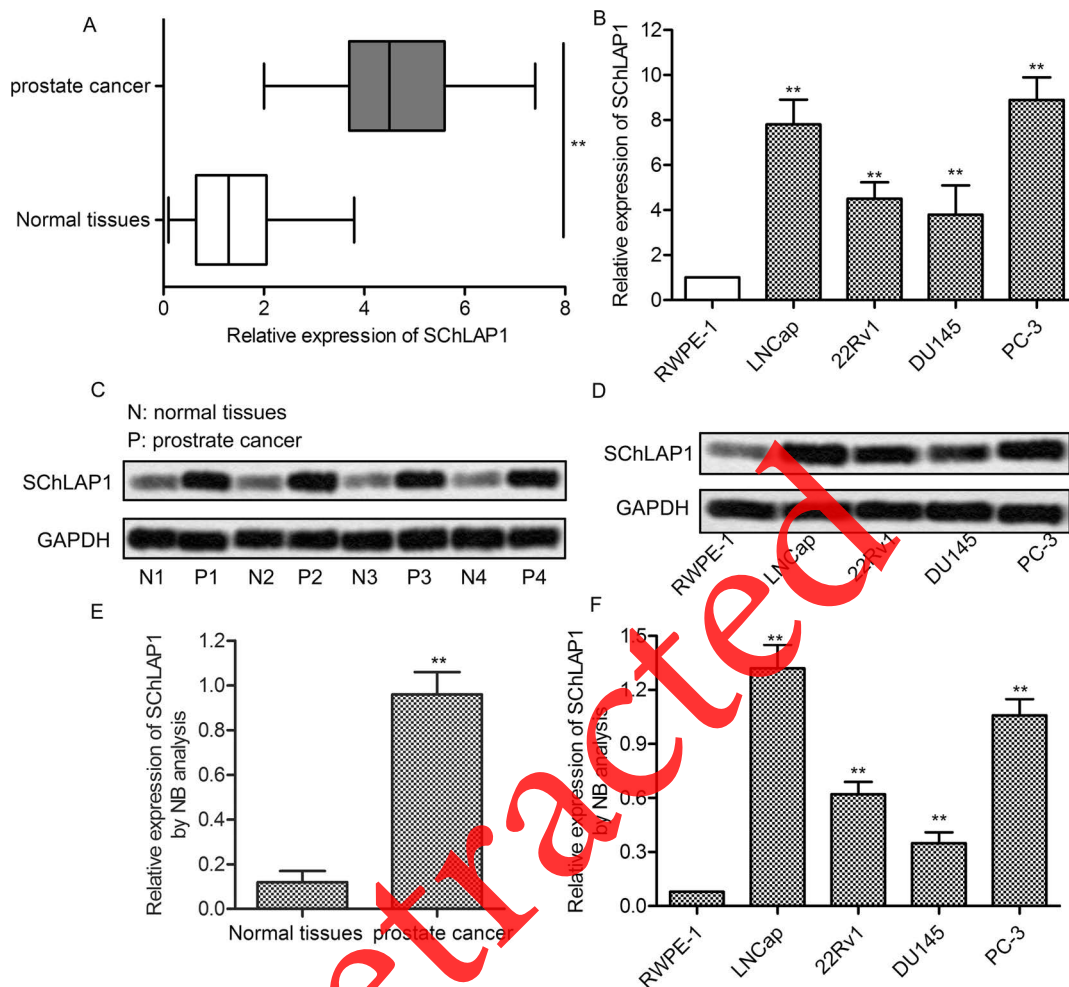 A
prostate cancer
Normal tissues
**
0 2 4 6 8
Relative expression of SChLAP1
B
Relative expression of SChLAP1
12
10
8
6
4
2
0
** ** ** **
RWPE-1 LNCap 22Rv1 DU145 PC-3
C
N: normal tissues
P: prostrate cancer
SChLAP1
GAPDH
N1 P1 N2 P2 N3 P3 N4 P4
D
SChLAP1
GAPDH
RWPE-1 LNCap 22Rv1 DU145 PC-3
E
Relative expression of SChLAP1
by NB analysis
1.2
1.0
0.8
0.6
0.4
0.2
0.0
**
Normal tissues prostate cancer
F
Relative expression of SChLAP1
by NB analysis
1.5
1.2
0.9
0.6
0.3
0.0
** ** ** **
RWPE-1 LNCap 22Rv1 DU145 PC-3
etracted